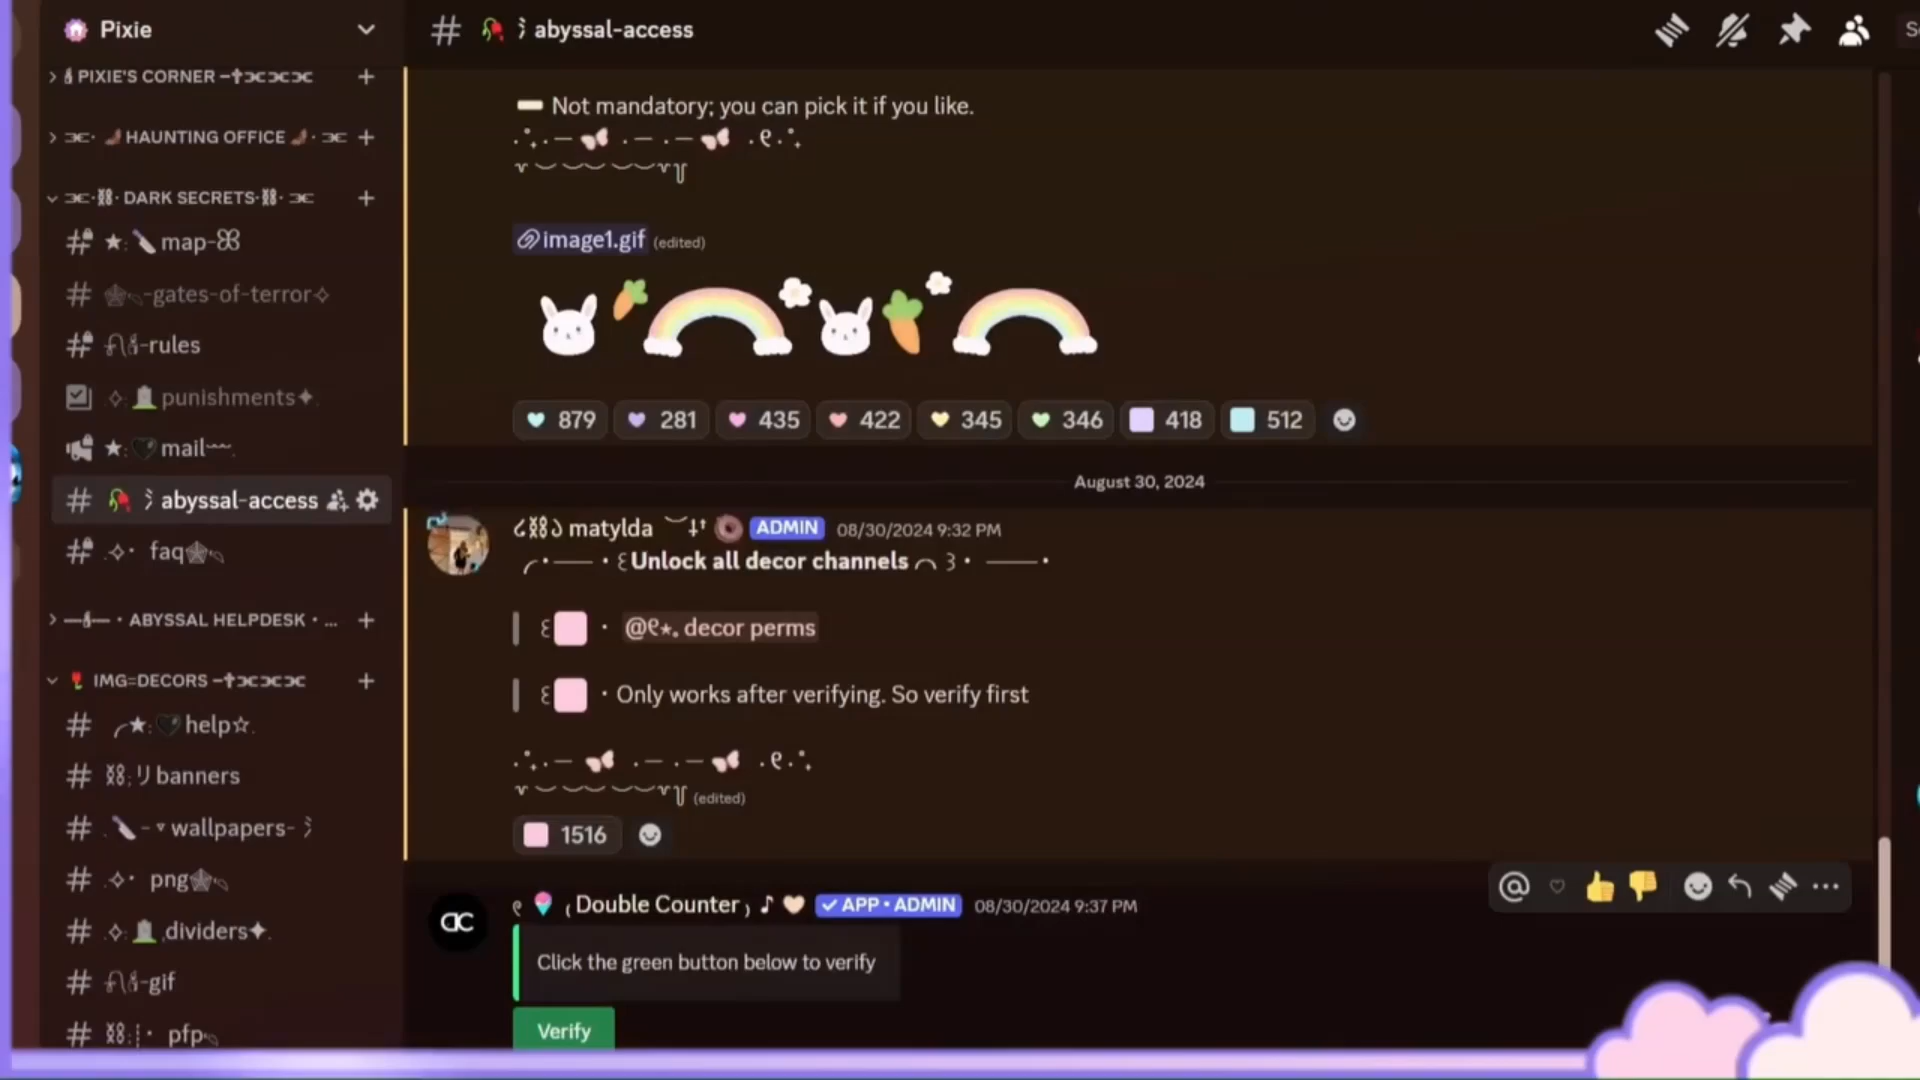 Pixie
PIXIE'S CORNER
HAUNTING OFFICE
DARK SECRETS
map
-gates-of-terror
-rules
punishments
mail
abyssal-access
faq
ABYSSAL HELPDESK • ...
IMG=DECORS
help
banners
wallpapers-
png
dividers
-gif
pfp
abyssal-access
Not mandatory; you can pick it if you like.
image1.gif (edited)
879 281 435 422 345 346 418 512
August 30, 2024
matylda ADMIN 08/30/2024 9:32 PM
Unlock all decor channels
decor perms
Only works after verifying. So verify first
(edited)
1516
Double Counter APP • ADMIN 08/30/2024 9:37 PM
Click the green button below to verify
Verify